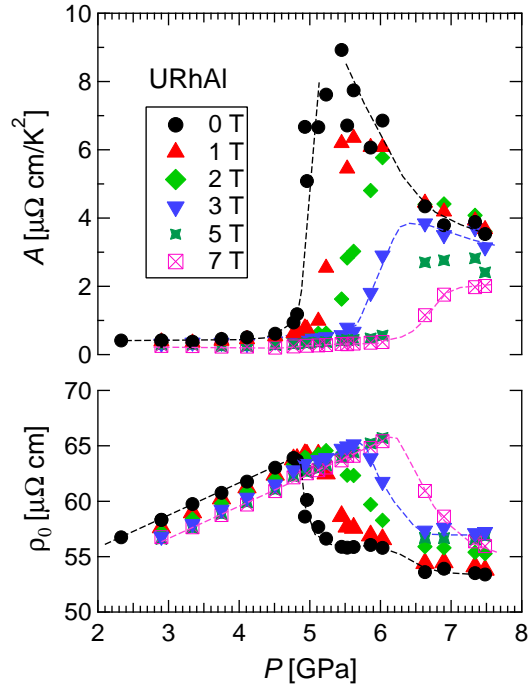 10
8
6
4
2
0
A [μΩ cm/K²]
URhAl
0 T
1 T
2 T
3 T
5 T
7 T
70
65
60
55
50
ρ₀ [μΩ cm]
2 3 4 5 6 7 8
P [GPa]